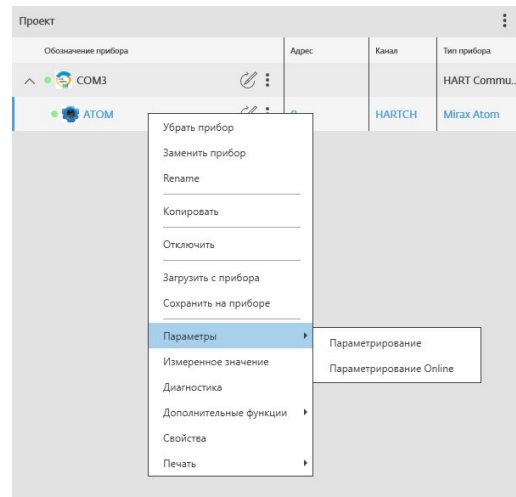 Проект
Обозначение прибора Адрес Канал Тип прибора
COM3 HART Commu..
ATOM HARTCH Mirax Atom
Убрать прибор
Заменить прибор
Rename
Копировать
Отключить
Загрузить с прибора
Сохранить на приборе
Параметры
Параметрирование
Измеренное значение
Параметрирование Online
Диагностика
Дополнительные функции
Свойства
Печать